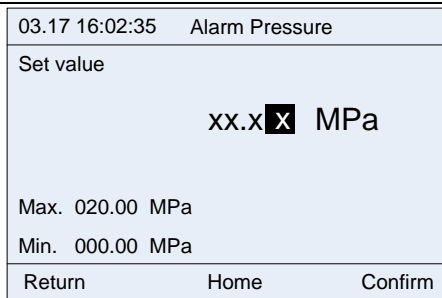 03.17 16:02:35 Alarm Pressure
Set value
xx.xx MPa
Max. 020.00 MPa
Min. 000.00 MPa
Return Home Confirm